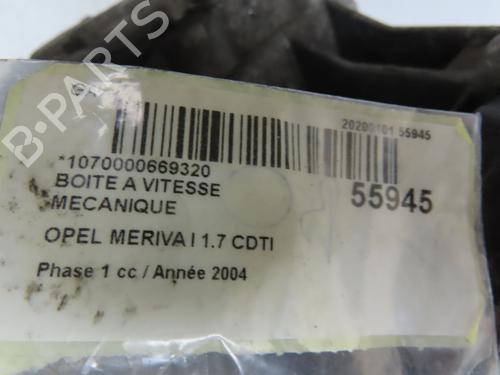 20200101 55945
*1070000669320
BOITE A VITESSE
MECANIQUE
55945
OPEL MERIVA I 1.7 CDTI
Phase 1 cc / Année 2004
B-PARTS